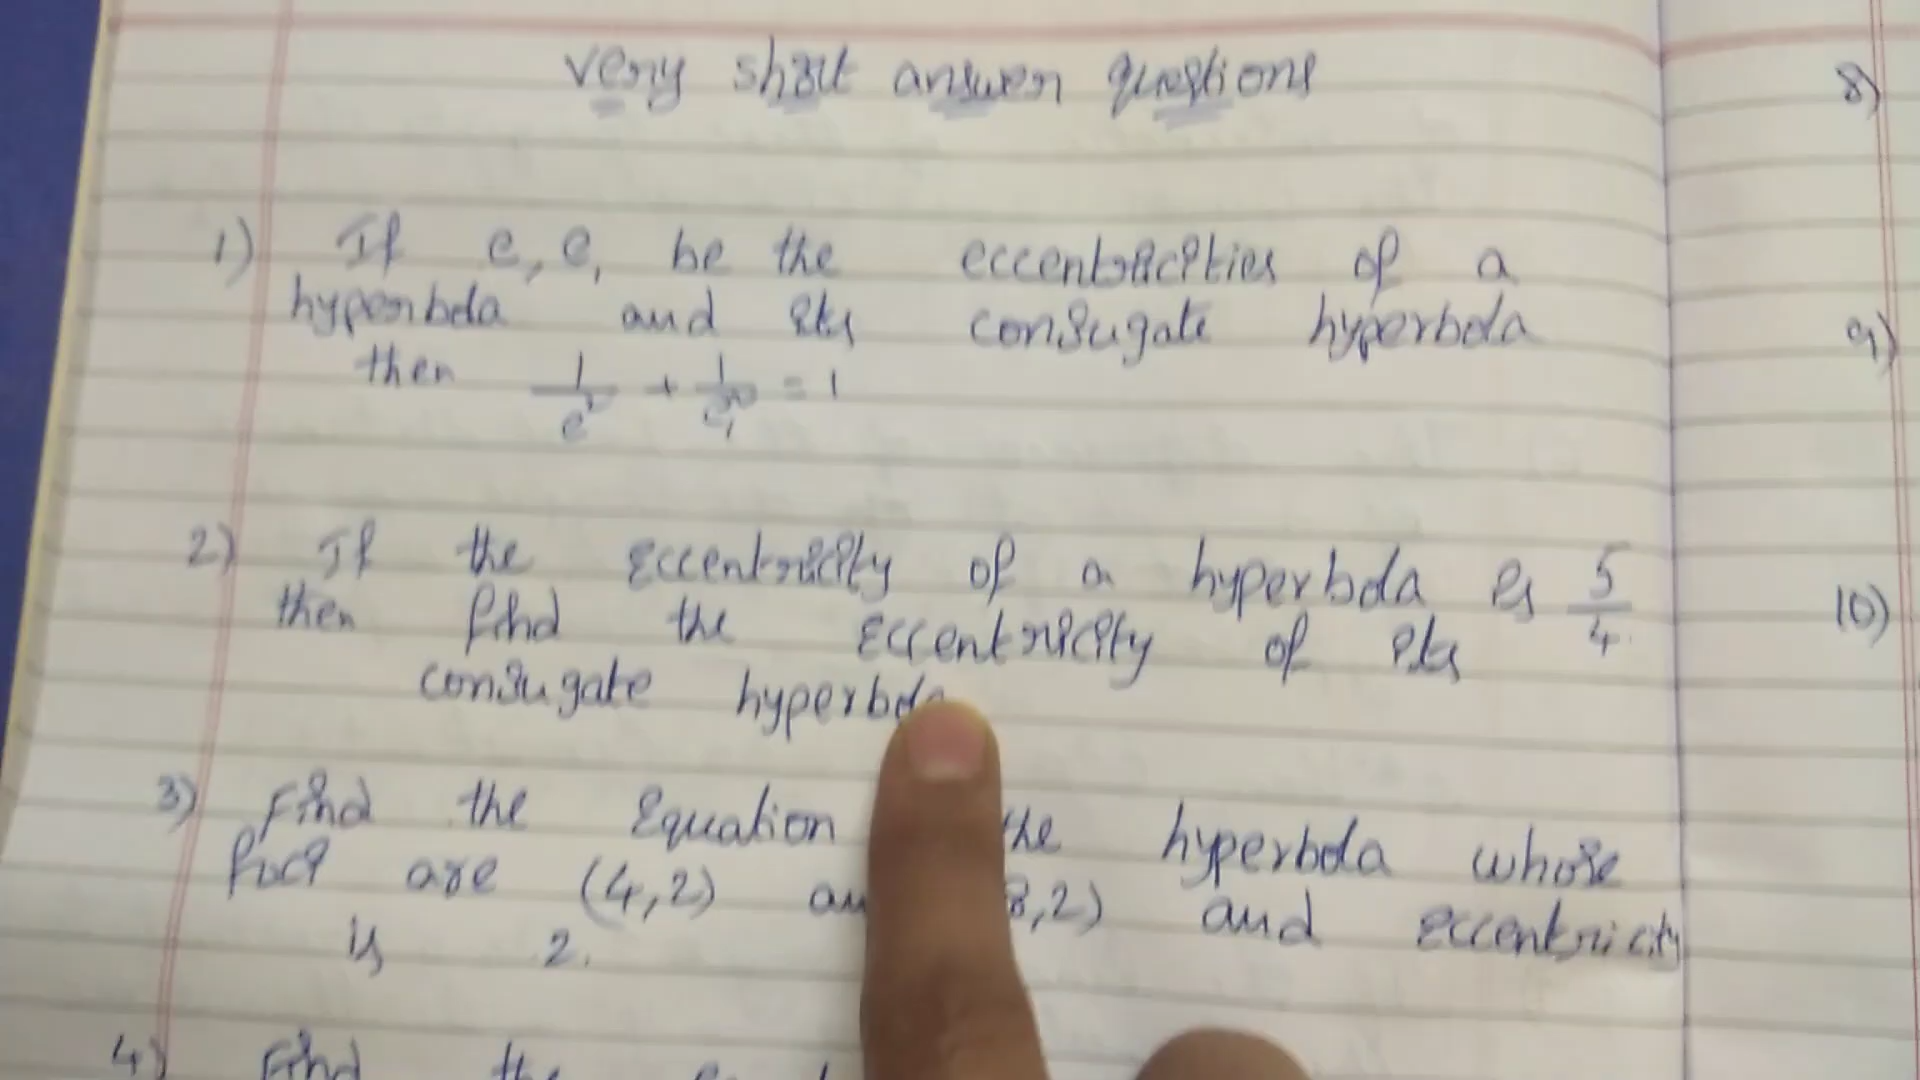 very short answer questions
1) If e, e1 be the eccentricities of a
hyperbola and its conjugate hyperbola
then 1/e² + 1/e1² = 1
2) If the eccentricity of a hyperbola is 5/4
then find the eccentricity of its
conjugate hyperbola
3) Find the Equation the hyperbola whose
foci are (4,2) 8,2) and eccentricity
is 2.
4) Find the
8)
9)
10)